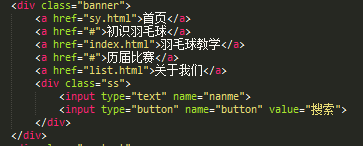 <div class="banner">
<a href="sy.html">首页</a>
<a href="#">初识羽毛球</a>
<a href="index.html">羽毛球教学</a>
<a href="#">历届比赛</a>
<a href="list.html">关于我们</a>
<div class="ss">
<input type="text" name="nanme">
<input type="button" name="button" value="搜索">
</div>
</div>